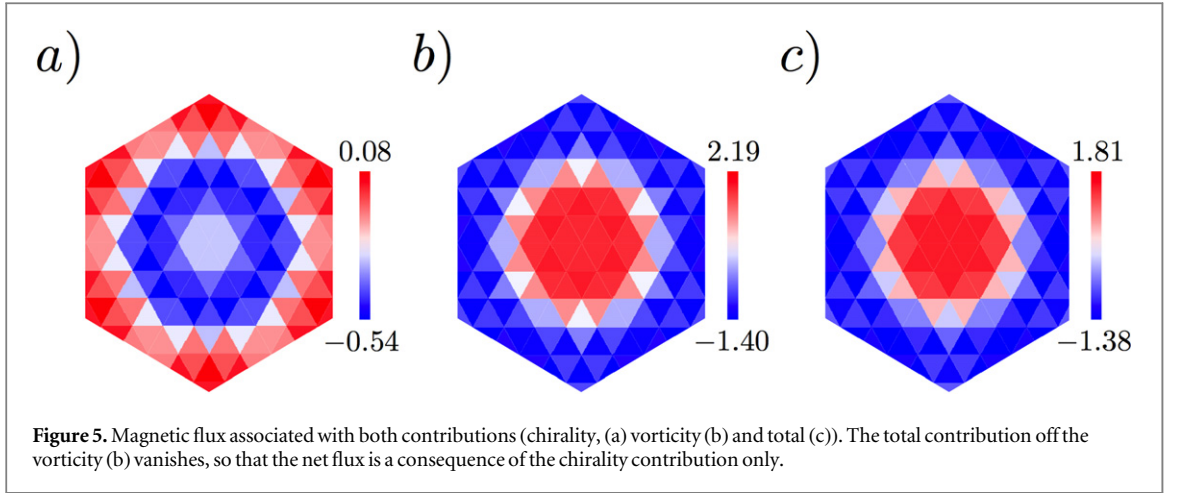 a)
b)
c)
0.08
−0.54
2.19
−1.40
1.81
−1.38
Figure 5. Magnetic flux associated with both contributions (chirality, (a) vorticity (b) and total (c)). The total contribution off the
vorticity (b) vanishes, so that the net flux is a consequence of the chirality contribution only.